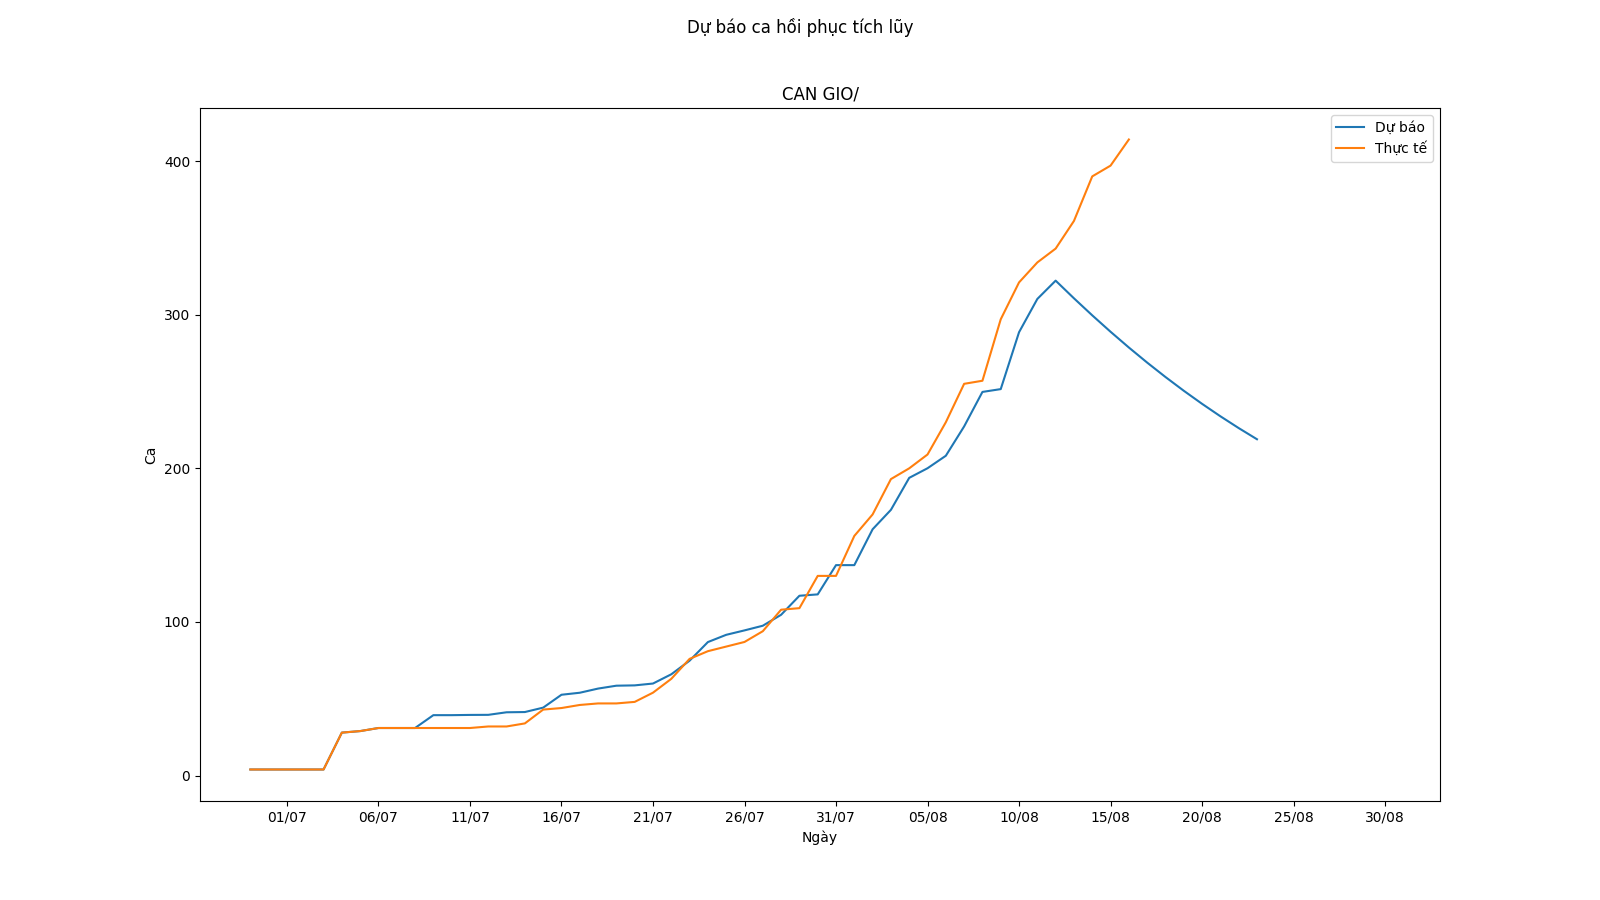 Dự báo ca hồi phục tích lũy
CAN GIO/
Dự báo
Thực tế
400
300
200
100
0
Ca
01/07 06/07 11/07 16/07 21/07 26/07 31/07 05/08 10/08 15/08 20/08 25/08 30/08
Ngày